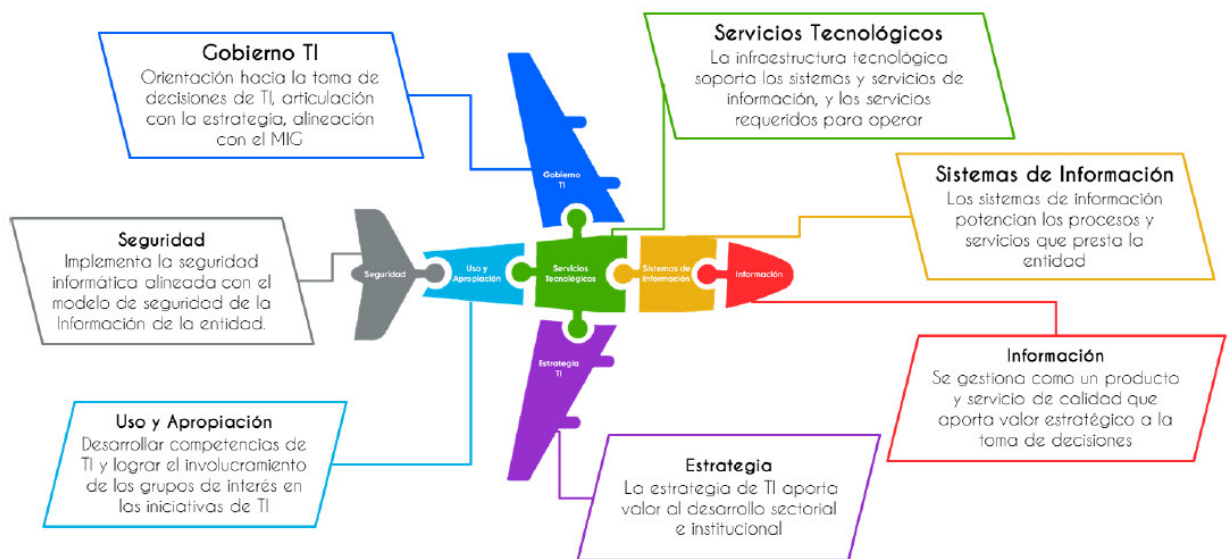 Gobierno TI
Orientación hacia la toma de
decisiones de TI, articulación
con la estrategia, alineación
con el MIG
Servicios Tecnológicos
La infraestructura tecnológica
soporta los sistemas y servicios de
información, y los servicios
requeridos para operar
Sistemas de Información
Los sistemas de información
potencian los procesos y
servicios que presta la
entidad
Seguridad
Implementa la seguridad
informática alineada con el
modelo de seguridad de la
Información de la entidad.
Gobierno
TI
Seguridad
Uso y
Apropiación
Servicios
Tecnológicos
Sistemas de
Información
Información
Estrategia
TI
Información
Se gestiona como un producto
y servicio de calidad que
aporta valor estratégico a la
toma de decisiones
Uso y Apropiación
Desarrollar competencias de
TI y lograr el involucramiento
de los grupos de interés en
las iniciativas de TI
Estrategia
La estrategia de TI aporta
valor al desarrollo sectorial
e institucional